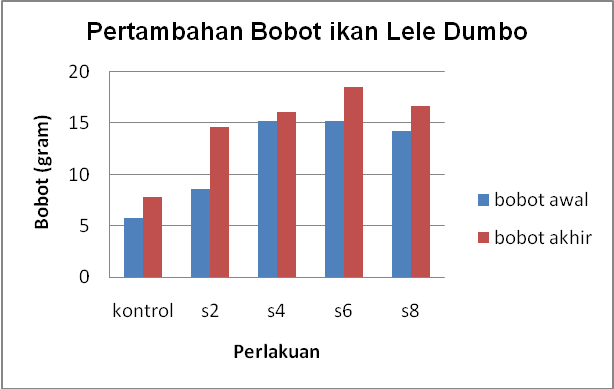 Pertambahan Bobot ikan Lele Dumbo
Bobot (gram)
20
15
10
5
0
kontrol s2 s4 s6 s8
Perlakuan
bobot awal
bobot akhir